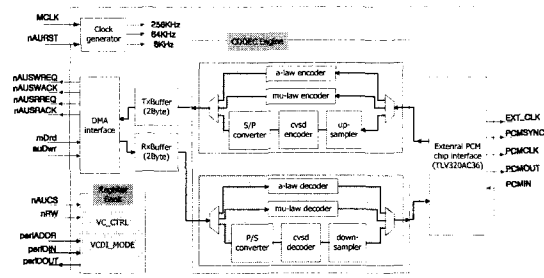 MCLK
nAURST
Clock
generator
256KHz
64KHz
8KHz
CODEC Engine
nAUSWREQ
nAUSWACK
nAUSRREQ
nAUSRACK
mDrd
auDwr
DMA
interface
TxBuffer
(2Byte)
RxBuffer
(2Byte)
a-law encoder
mu-law encoder
S/P
converter
cvsd
encoder
up-
sampler
a-law decoder
mu-law decoder
P/S
converter
cvsd
decoder
down-
sampler
Extenral PCM
chip interface
(TLV320AC36)
EXT_CLK
PCMSYNC
PCMCLK
PCMOUT
PCMIN
Register
Bank
nAUCS
nRW
periADDR
periDIN
periDOUT
VC_CTRL
VCDI_MODE